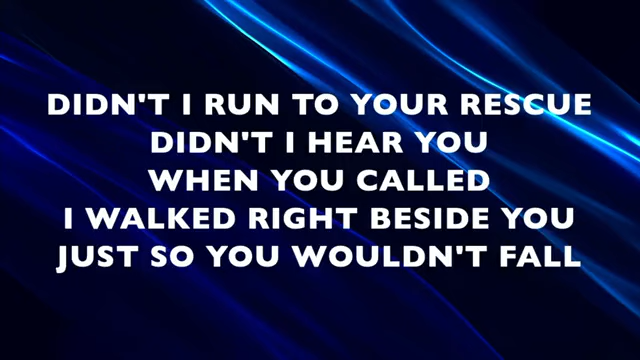 DIDN'T I RUN TO YOUR RESCUE
DIDN'T I HEAR YOU
WHEN YOU CALLED
I WALKED RIGHT BESIDE YOU
JUST SO YOU WOULDN'T FALL